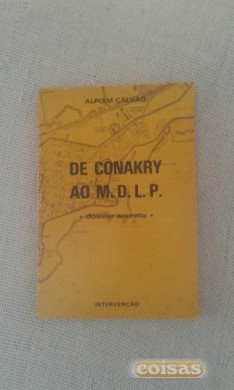 ALPOIM CALVÃO
DE CONAKRY
AO M.D.L.P.
• dossier secreto •
INTERVENÇÃO
coisas